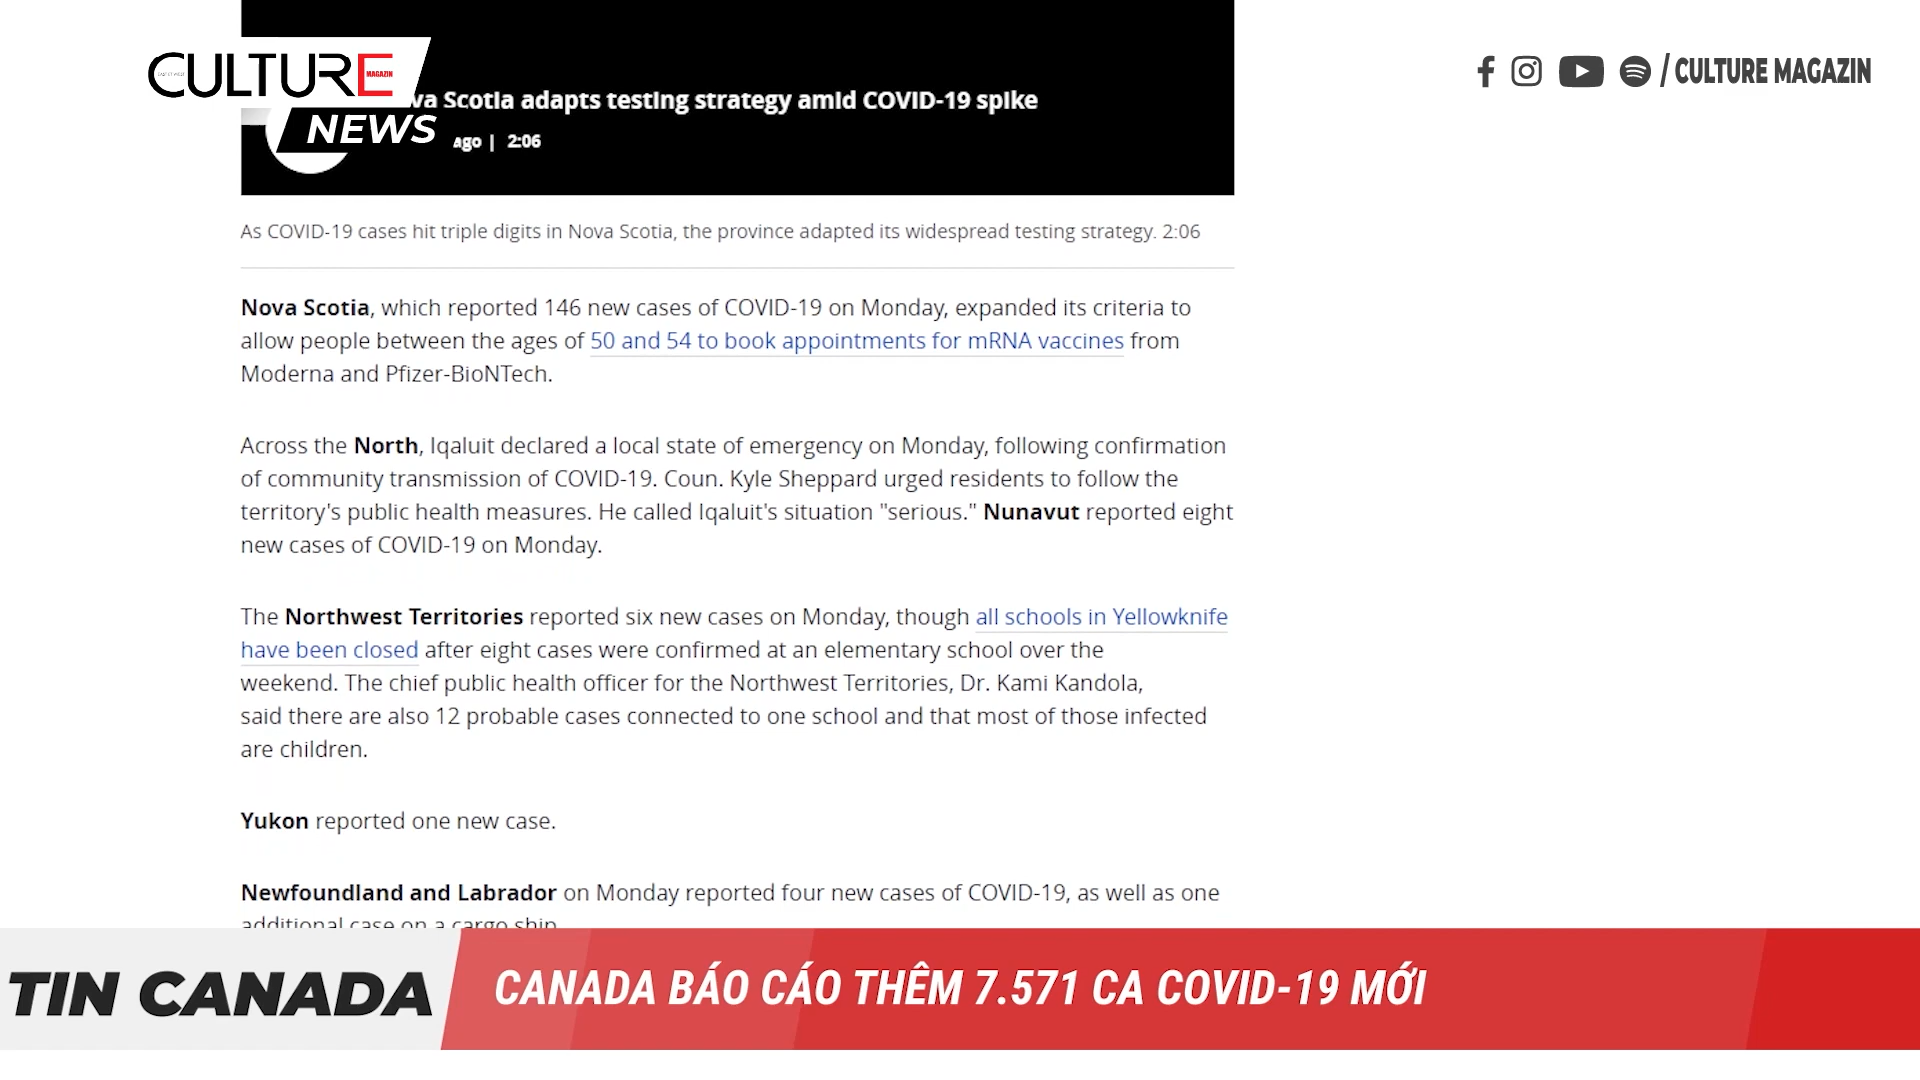 CULTURE
MAGAZIN
NEWS
/ CULTURE MAGAZIN
va Scotia adapts testing strategy amid COVID-19 spike
ago | 2:06
As COVID-19 cases hit triple digits in Nova Scotia, the province adapted its widespread testing strategy. 2:06
Nova Scotia, which reported 146 new cases of COVID-19 on Monday, expanded its criteria to
allow people between the ages of 50 and 54 to book appointments for mRNA vaccines from
Moderna and Pfizer-BioNTech.
Across the North, Iqaluit declared a local state of emergency on Monday, following confirmation
of community transmission of COVID-19. Coun. Kyle Sheppard urged residents to follow the
territory's public health measures. He called Iqaluit's situation "serious." Nunavut reported eight
new cases of COVID-19 on Monday.
The Northwest Territories reported six new cases on Monday, though all schools in Yellowknife
have been closed after eight cases were confirmed at an elementary school over the
weekend. The chief public health officer for the Northwest Territories, Dr. Kami Kandola,
said there are also 12 probable cases connected to one school and that most of those infected
are children.
Yukon reported one new case.
Newfoundland and Labrador on Monday reported four new cases of COVID-19, as well as one
additional case on a cargo ship.
TIN CANADA
CANADA BÁO CÁO THÊM 7.571 CA COVID-19 MỚI